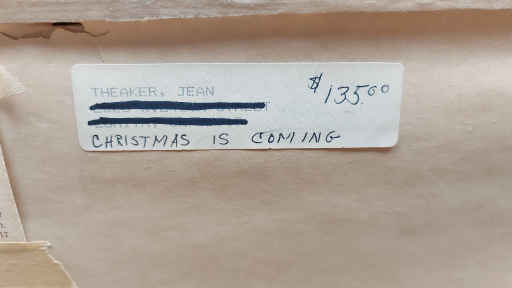 THEAKER, JEAN
$135.00
CHRISTMAS IS COMING